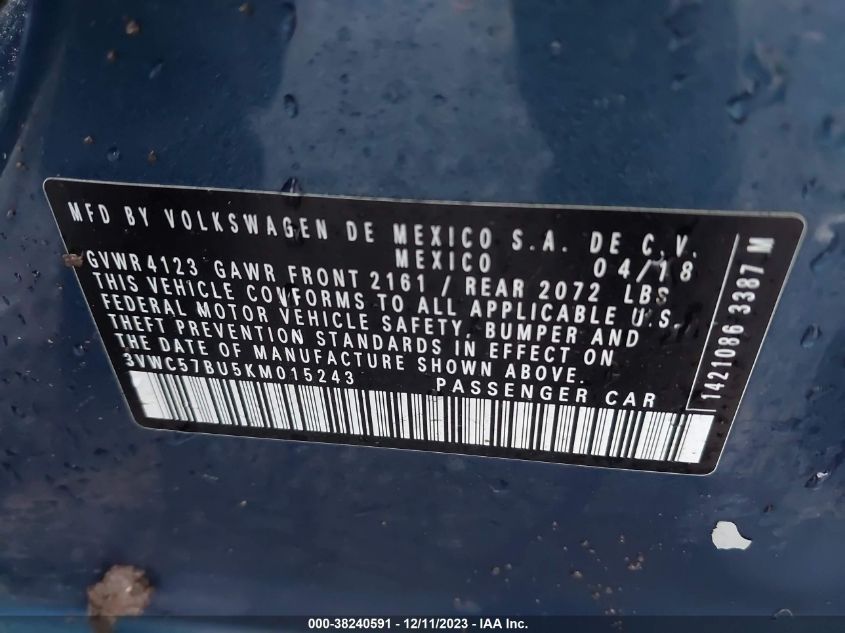 MFD BY VOLKSWAGEN DE MEXICO S.A. DE C.V.
MEXICO 04/18
GVWR 4123 GAWR FRONT 2161 / REAR 2072 LBS
THIS VEHICLE CONFORMS TO ALL APPLICABLE U.S.
FEDERAL MOTOR VEHICLE SAFETY, BUMPER AND
THEFT PREVENTION STANDARDS IN EFFECT ON
THE DATE OF MANUFACTURE SHOWN ABOVE.
3VWC57BU5KM015243 PASSENGER CAR
1421086 3387 M
000-38240591 - 12/11/2023 - IAA Inc.